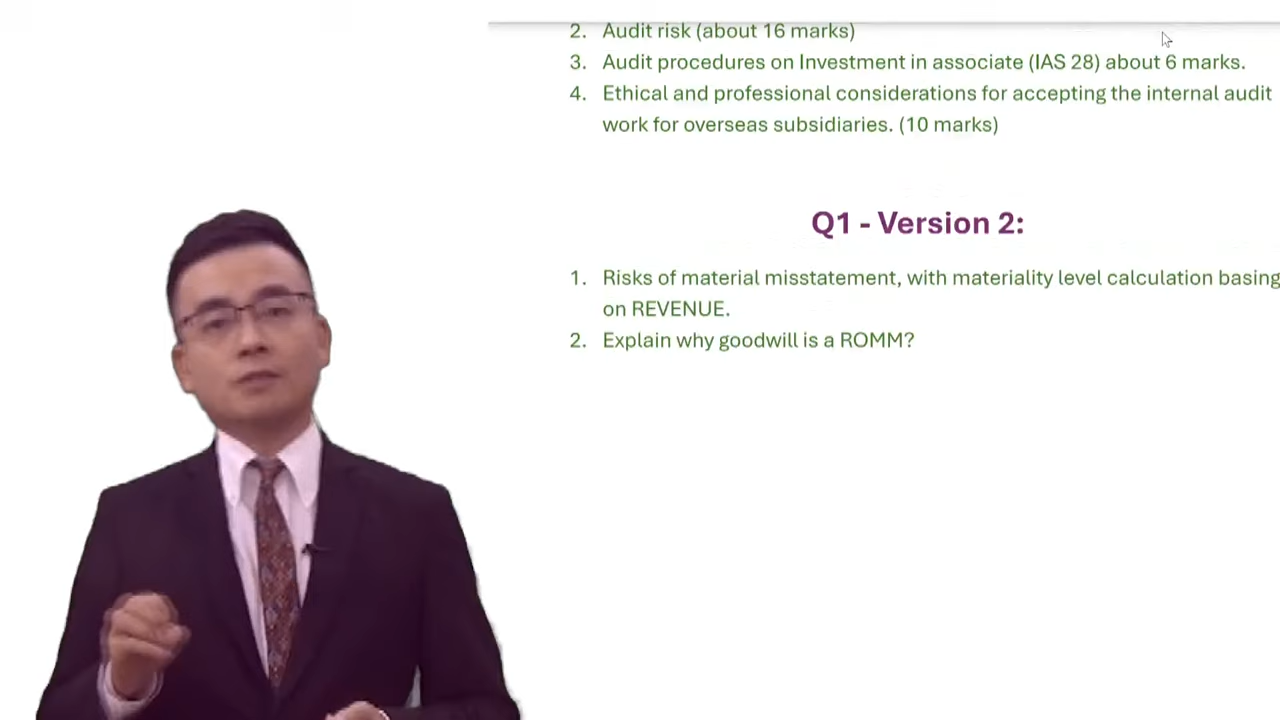 2. Audit risk (about 16 marks)
3. Audit procedures on Investment in associate (IAS 28) about 6 marks.
4. Ethical and professional considerations for accepting the internal audit
work for overseas subsidiaries. (10 marks)
Q1 - Version 2:
1. Risks of material misstatement, with materiality level calculation basing
on REVENUE.
2. Explain why goodwill is a ROMM?